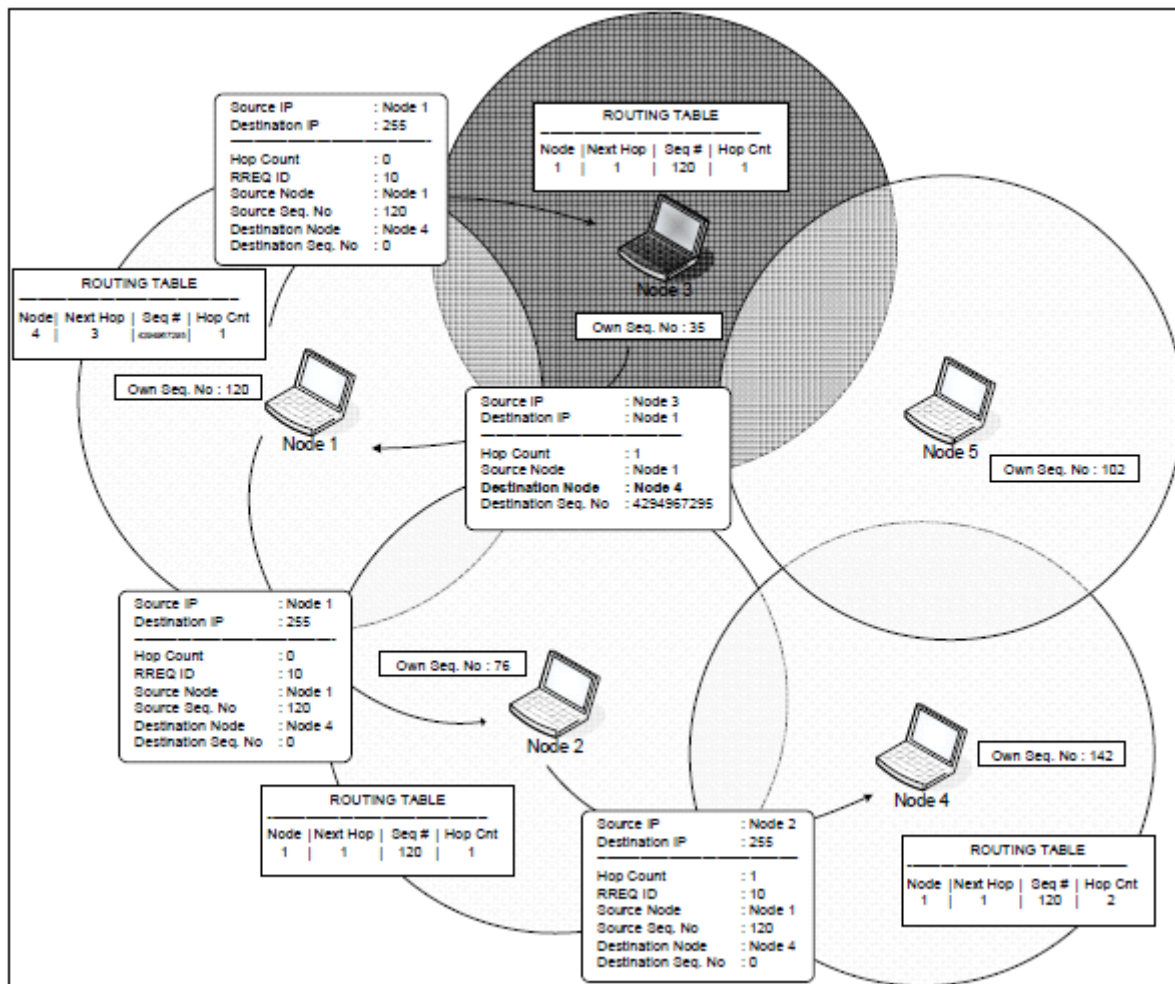 Source IP : Node 1
Destination IP : 255
Hop Count : 0
RREQ ID : 10
Source Node : Node 1
Source Seq. No : 120
Destination Node : Node 4
Destination Seq. No : 0
ROUTING TABLE
Node |Next Hop | Seq # | Hop Cnt
1 | 1 | 120 | 1
Node 3
Own Seq. No : 35
ROUTING TABLE
Node| Next Hop | Seq # | Hop Cnt
4 | 3 |4294967295| 1
Own Seq. No : 120
Node 1
Source IP : Node 3
Destination IP : Node 1
Hop Count : 1
Source Node : Node 1
Destination Node : Node 4
Destination Seq. No : 4294967295
Node 5
Own Seq. No : 102
Source IP : Node 1
Destination IP : 255
Hop Count : 0
RREQ ID : 10
Source Node : Node 1
Source Seq. No : 120
Destination Node : Node 4
Destination Seq. No : 0
Own Seq. No : 76
Node 2
ROUTING TABLE
Node |Next Hop | Seq # | Hop Cnt
1 | 1 | 120 | 1
Own Seq. No : 142
Node 4
Source IP : Node 2
Destination IP : 255
Hop Count : 1
RREQ ID : 10
Source Node : Node 1
Source Seq. No : 120
Destination Node : Node 4
Destination Seq. No : 0
ROUTING TABLE
Node |Next Hop | Seq # | Hop Cnt
1 | 1 | 120 | 2